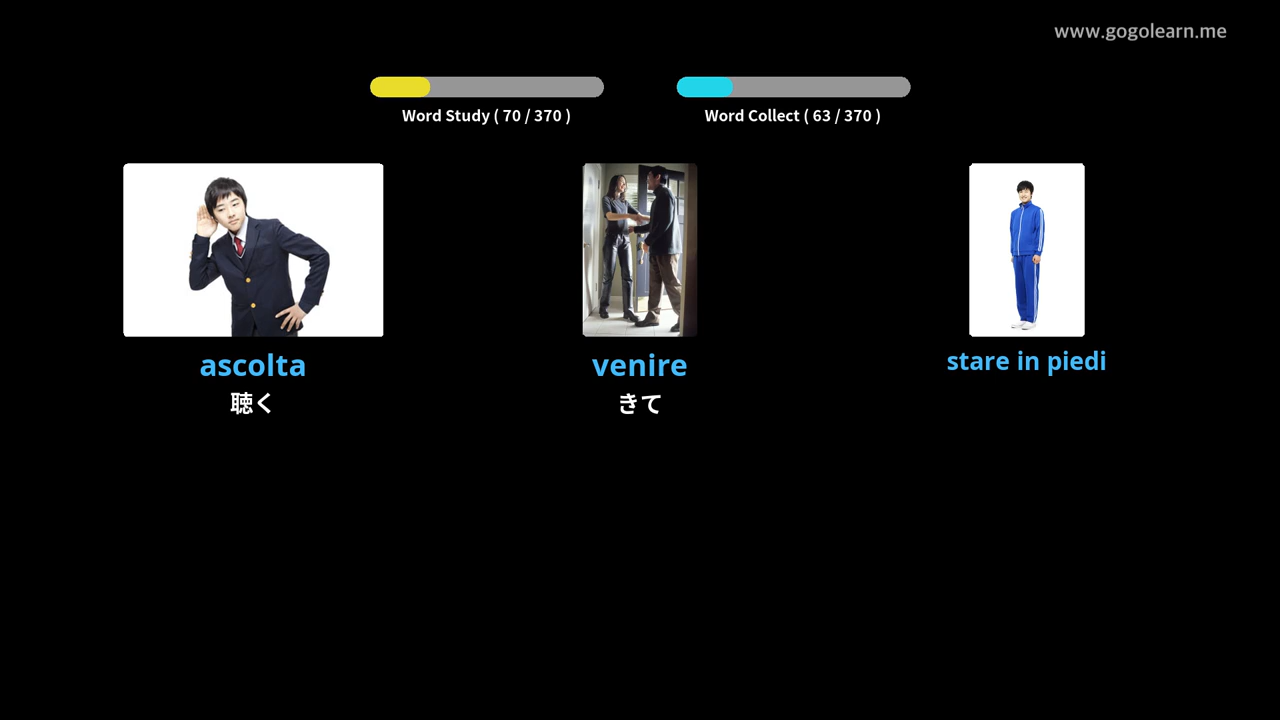 www.gogolearn.me
Word Study ( 70 / 370 )
Word Collect ( 63 / 370 )
ascolta
聴く
venire
きて
stare in piedi